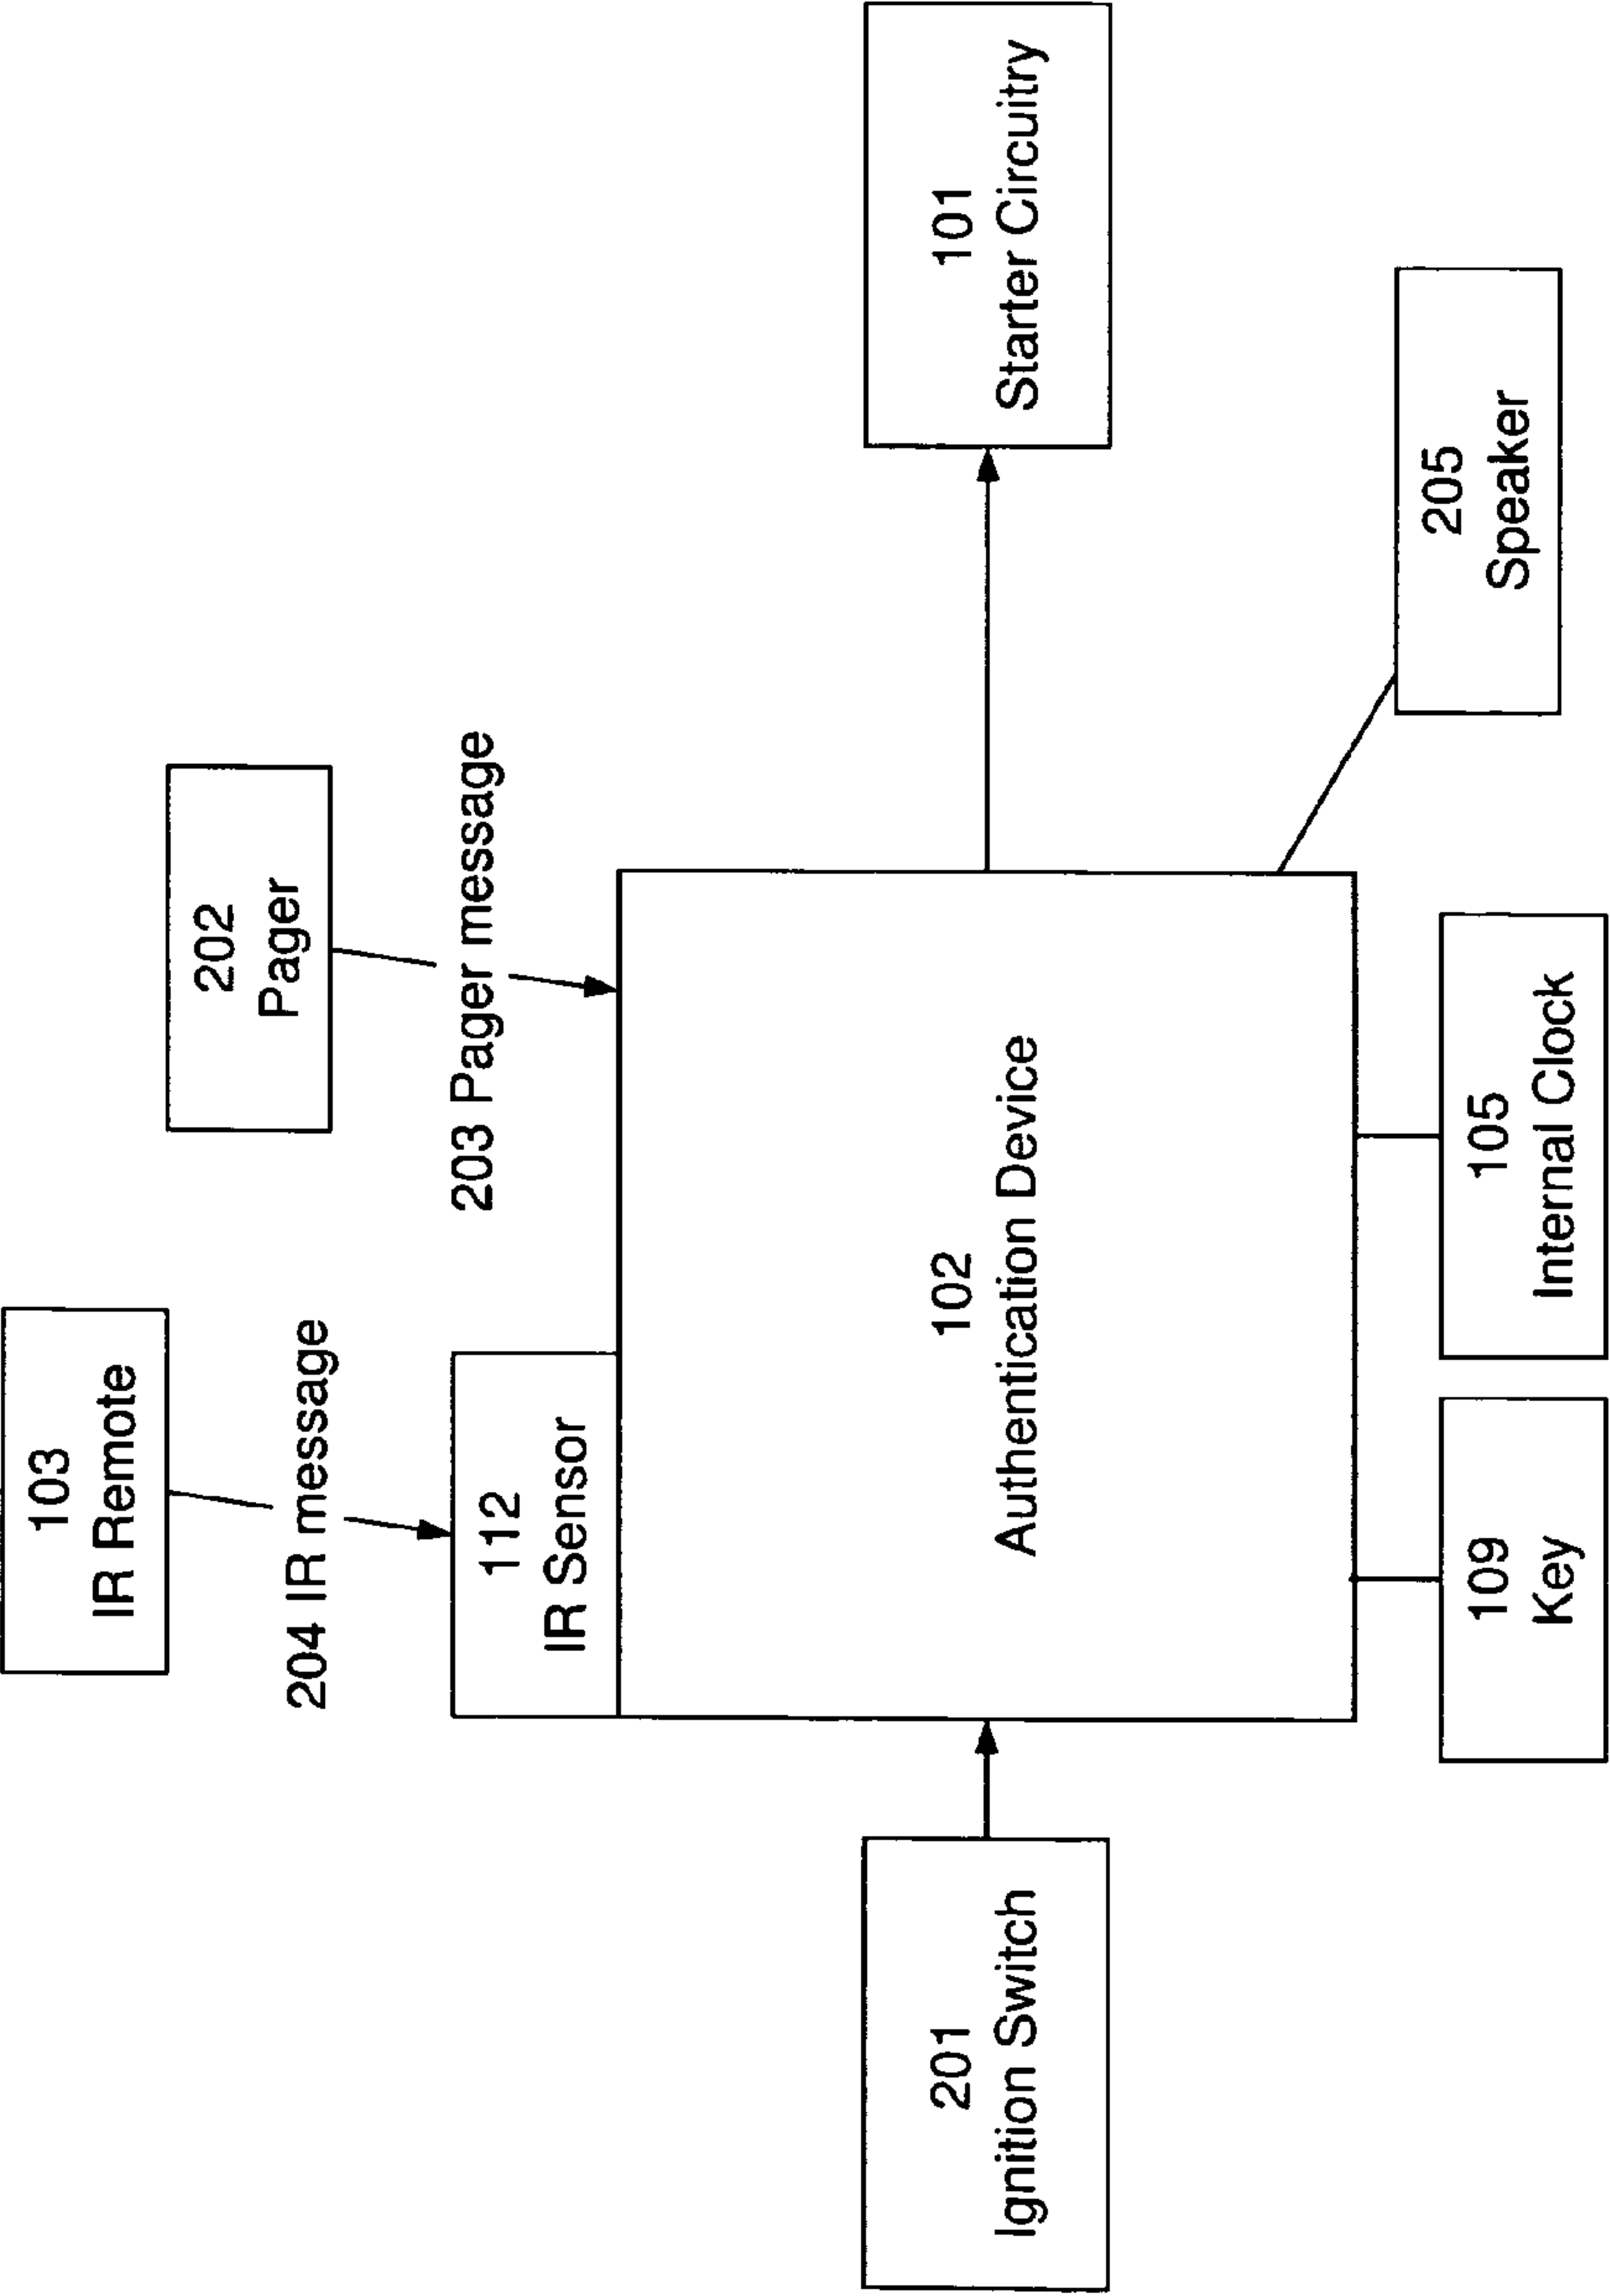 103
IR Remote
204 IR message
202
Pager
203 Pager message
112
IR Sensor
201
Ignition Switch
102
Authentication Device
101
Starter Circuitry
109
Key
105
Internal Clock
205
Speaker